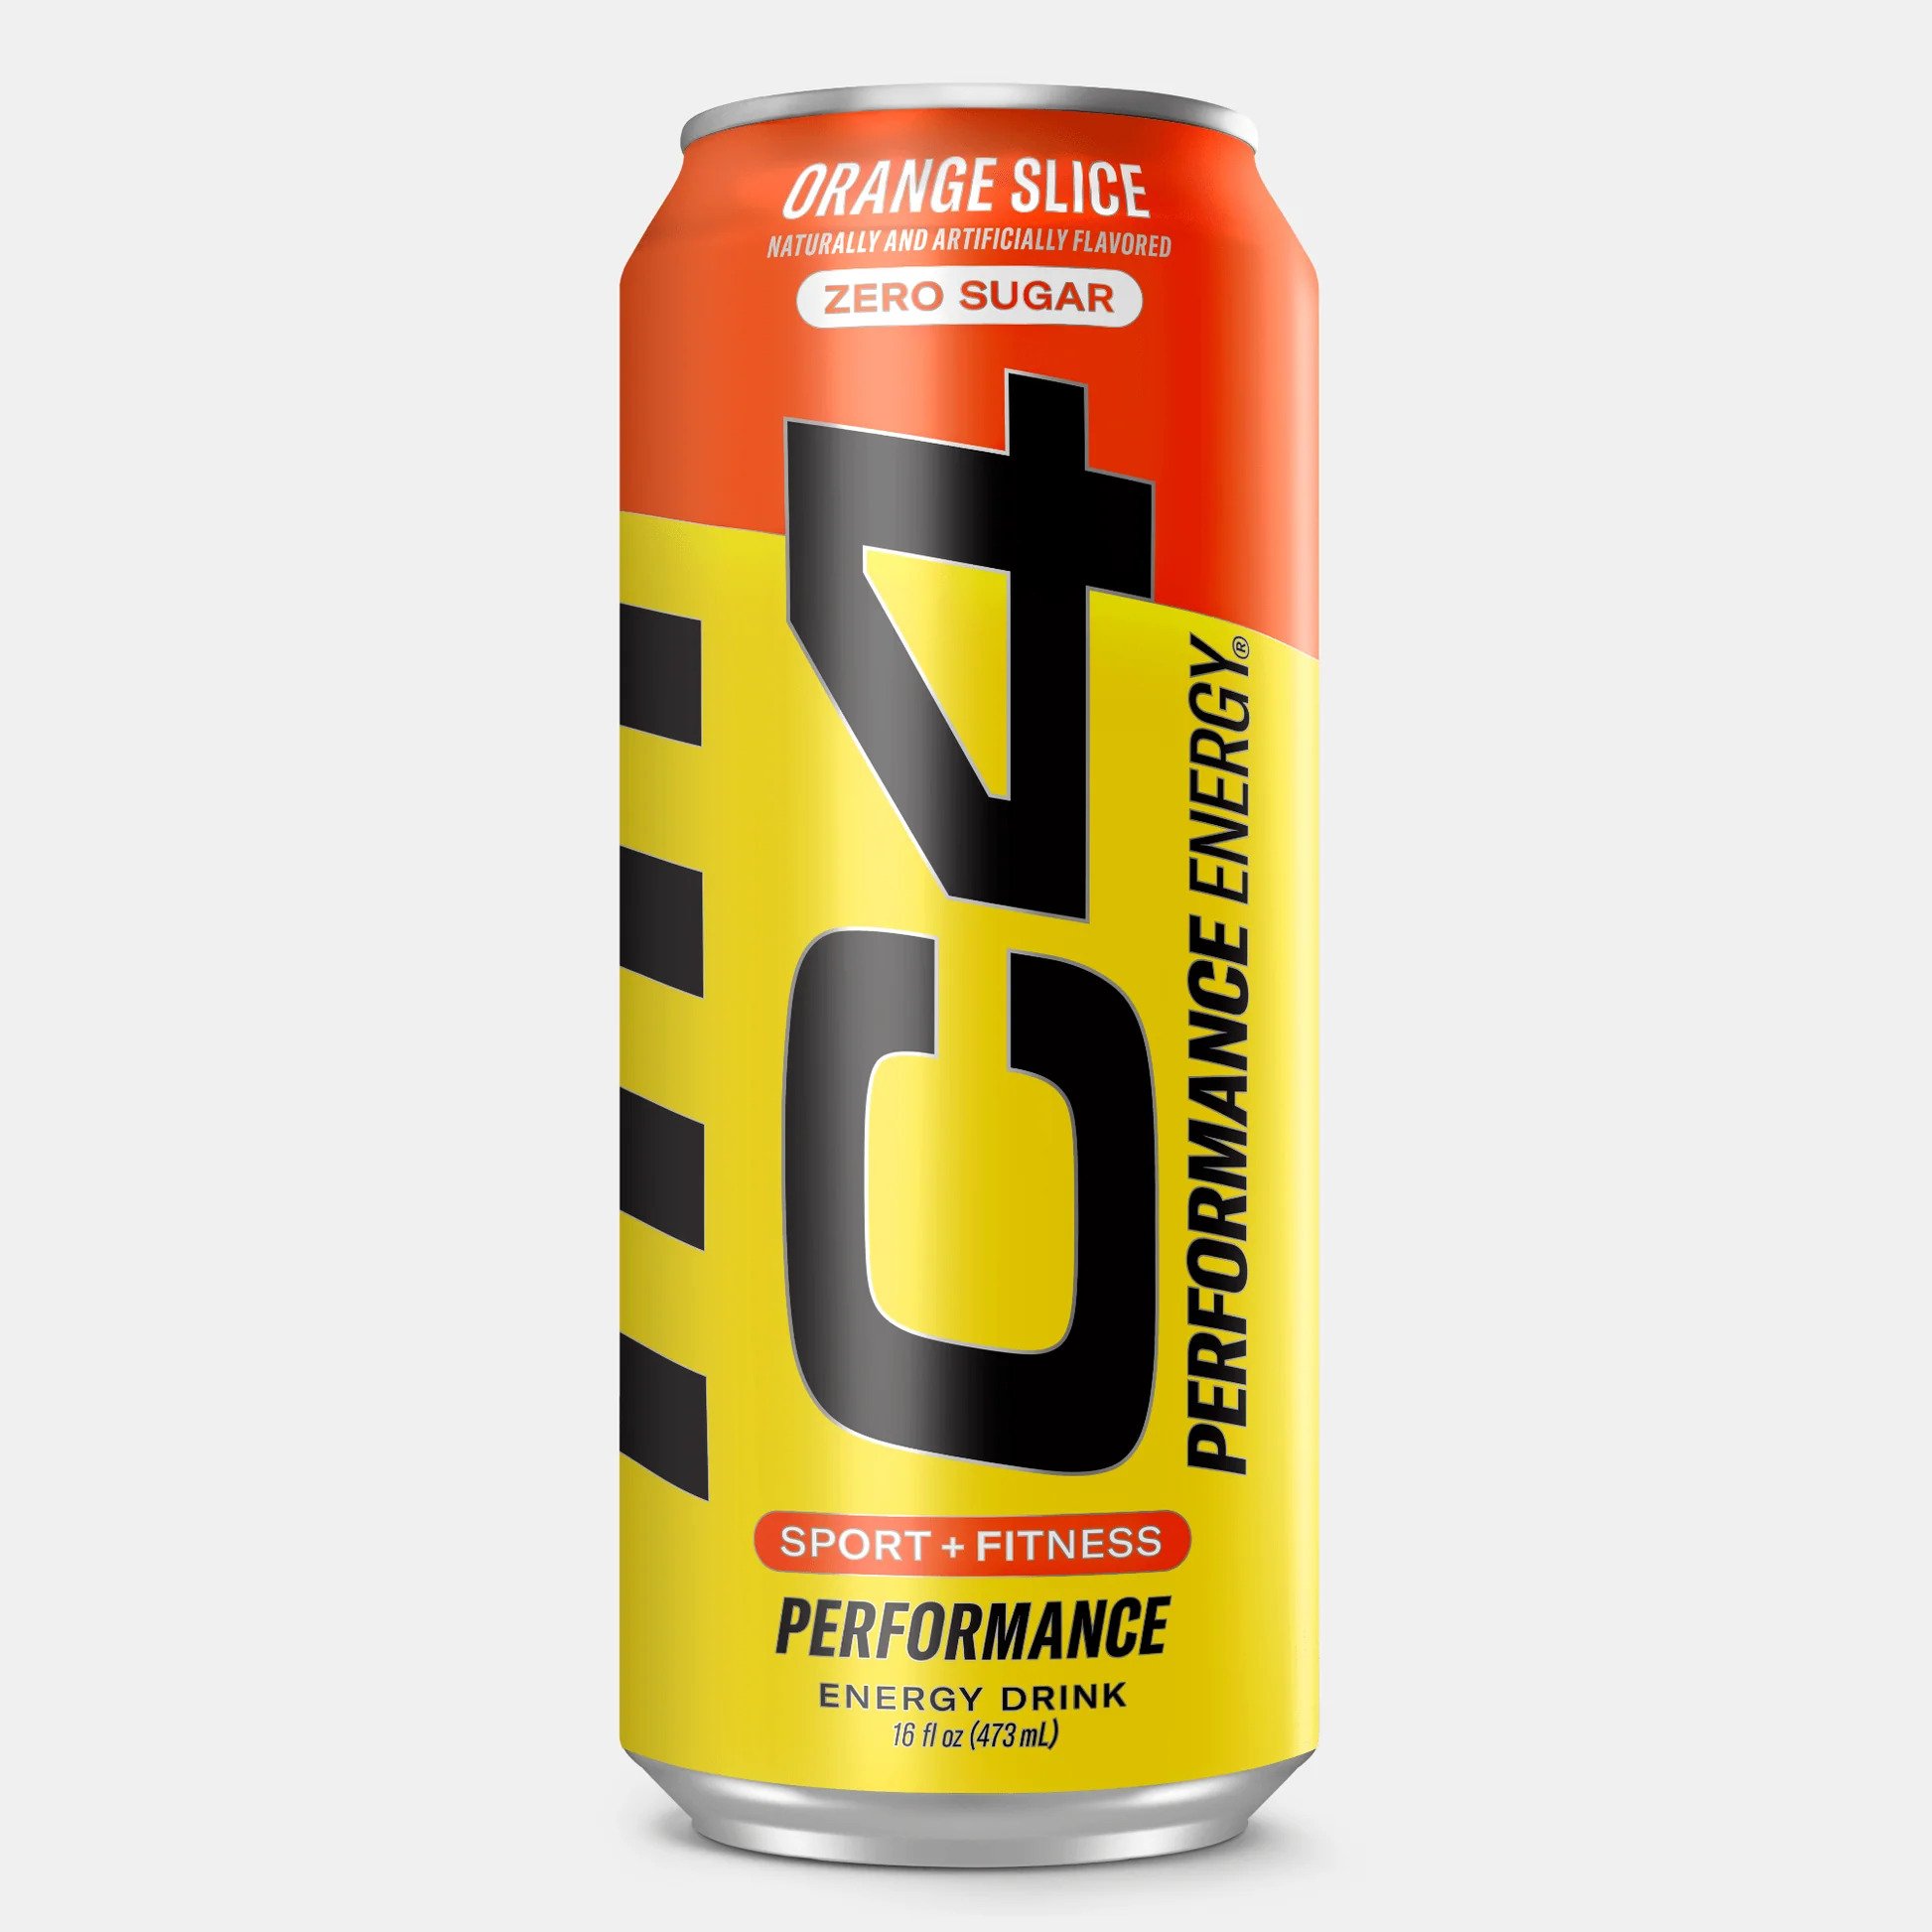 ORANGE SLICE
NATURALLY AND ARTIFICIALLY FLAVORED
ZERO SUGAR
C4
PERFORMANCE ENERGY®
SPORT + FITNESS
PERFORMANCE
ENERGY DRINK
16 fl oz (473 mL)